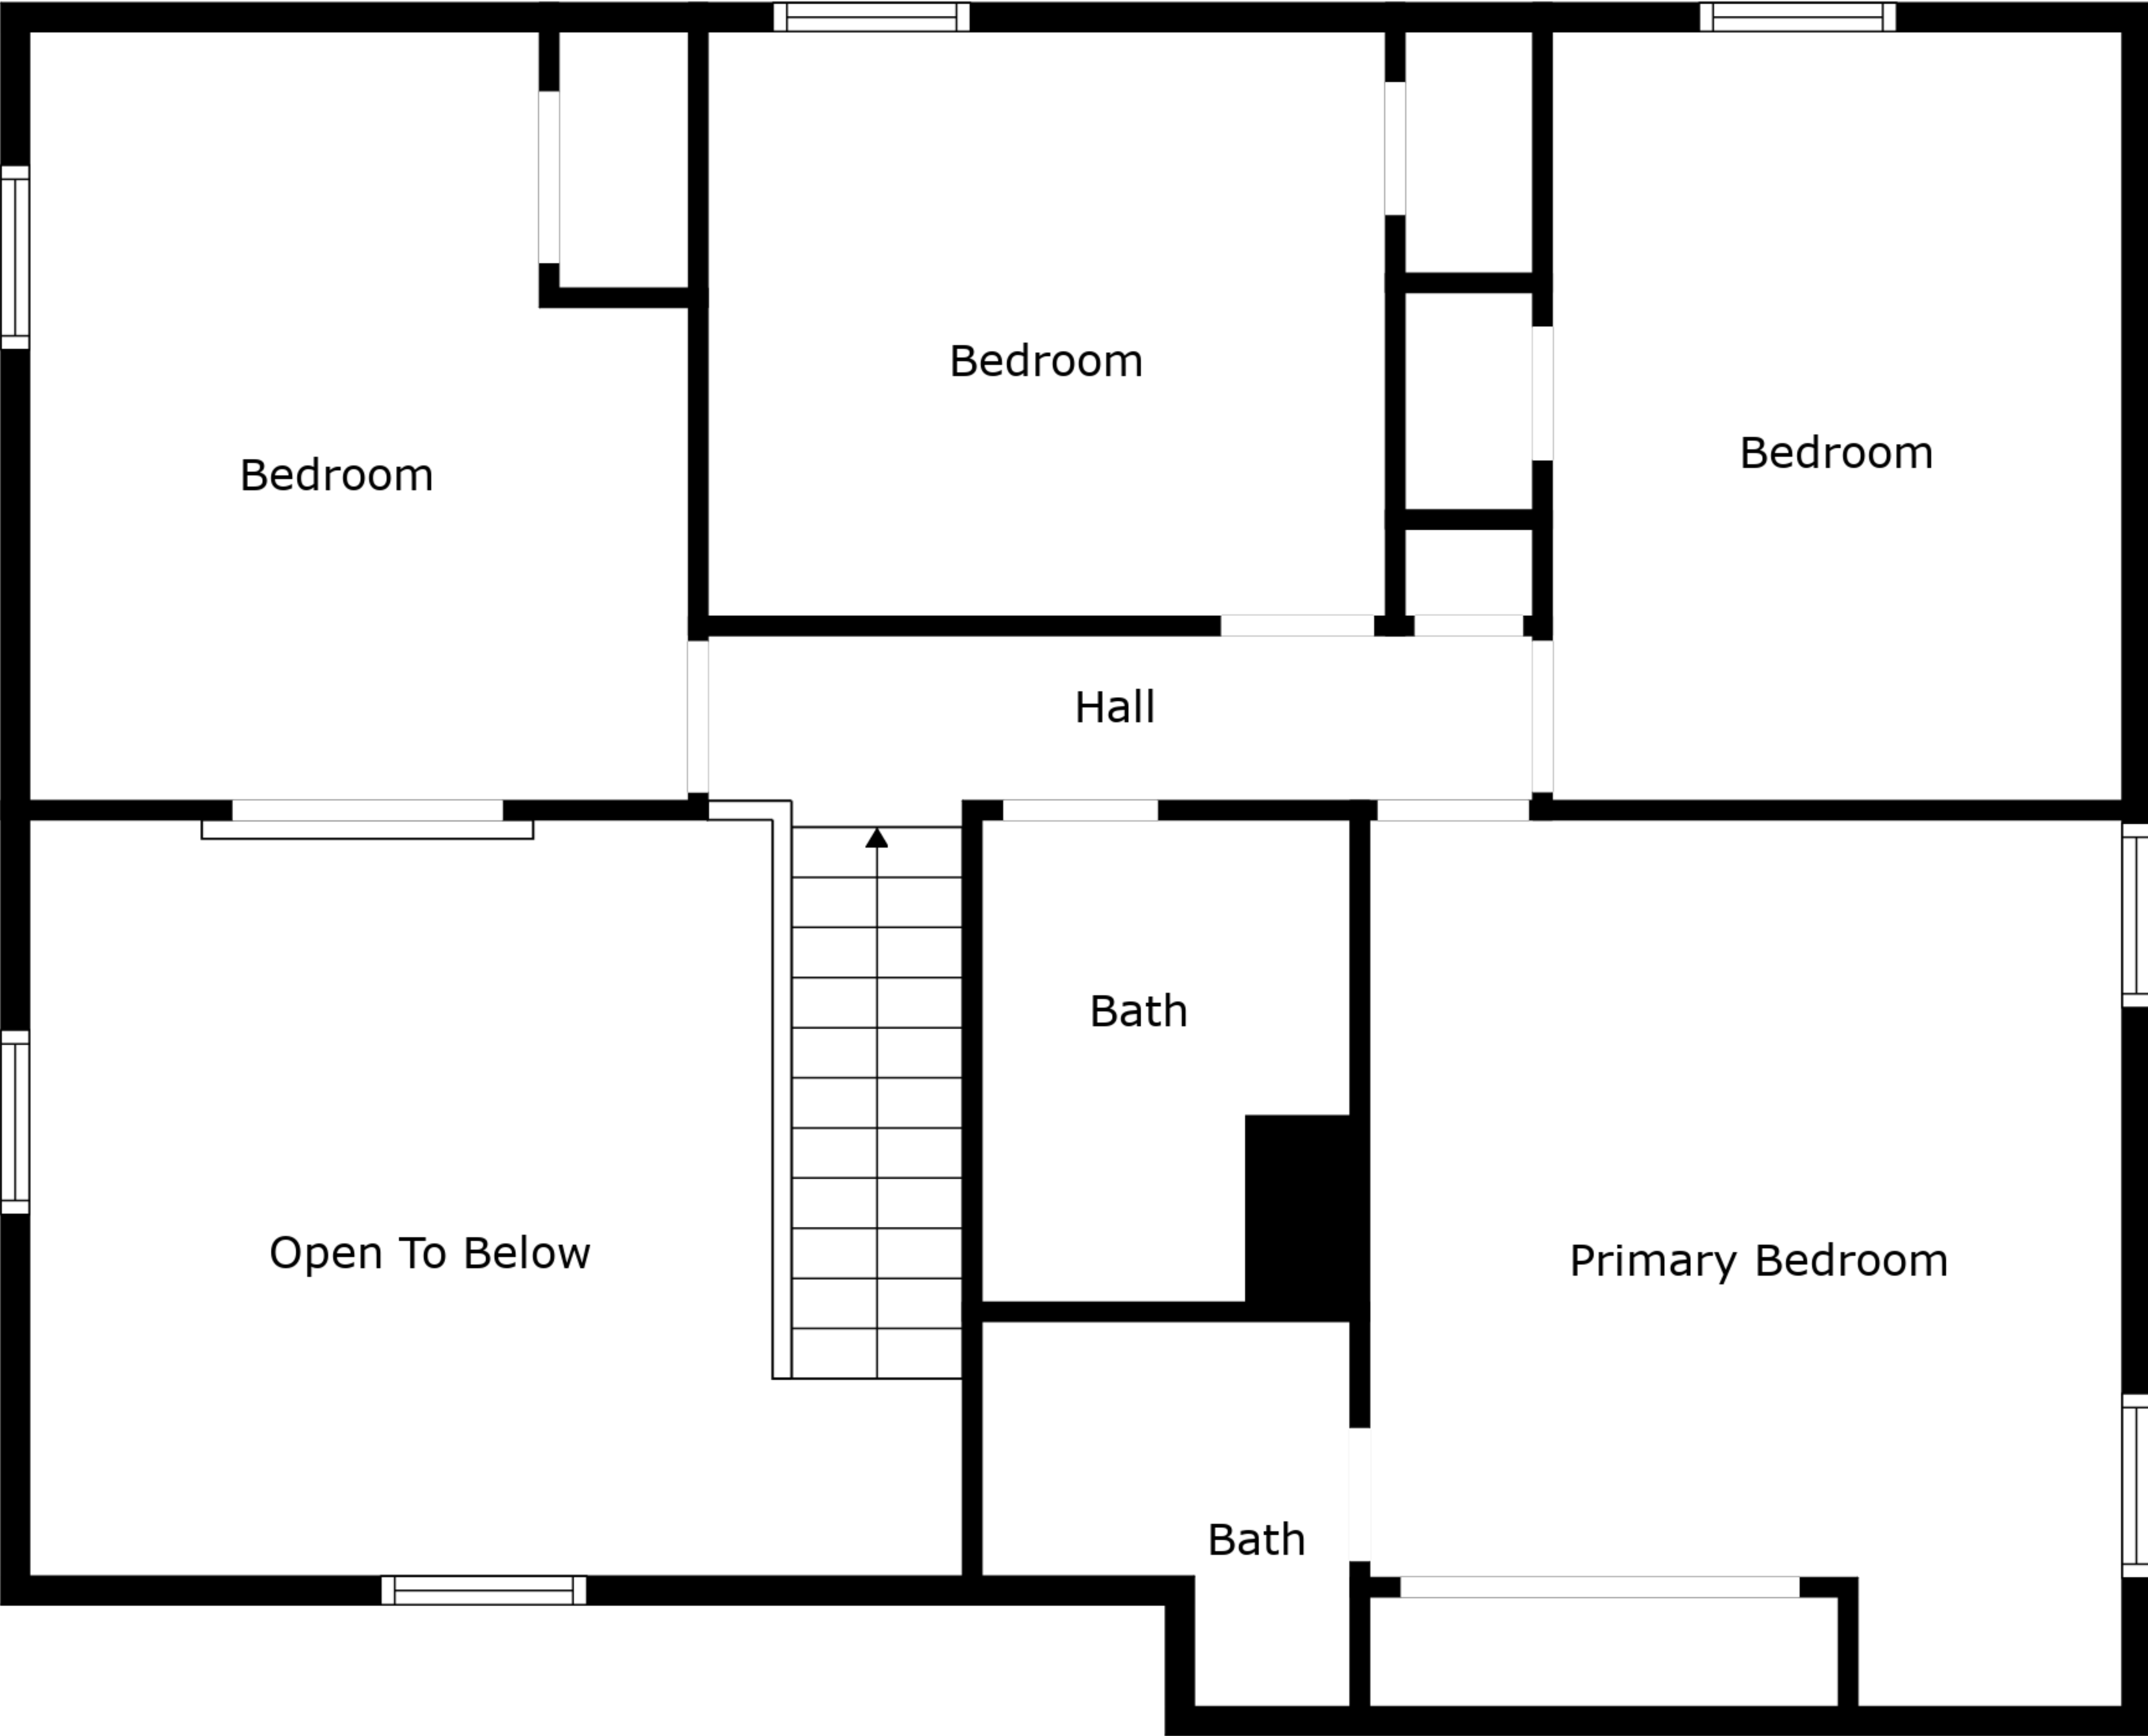 Bedroom
Bedroom
Bedroom
Hall
Bath
Open To Below
Primary Bedroom
Bath